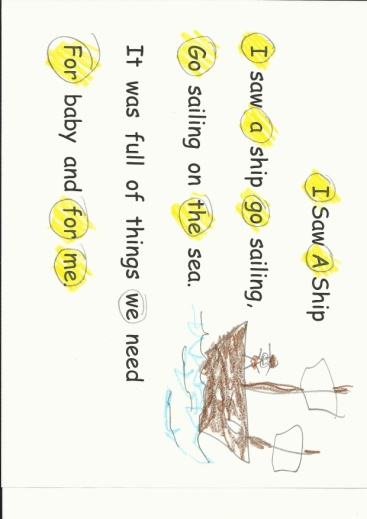 I Saw A Ship
I saw a ship go sailing,
Go sailing on the sea.
It was full of things we need
For baby and for me.